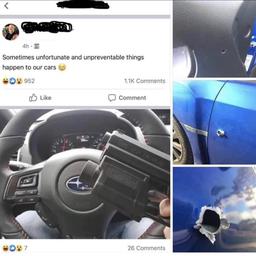 4h
Sometimes unfortunate and unpreventable things
happen to our cars 😂
952
1.1K Comments
Like
Comment
7
26 Comments